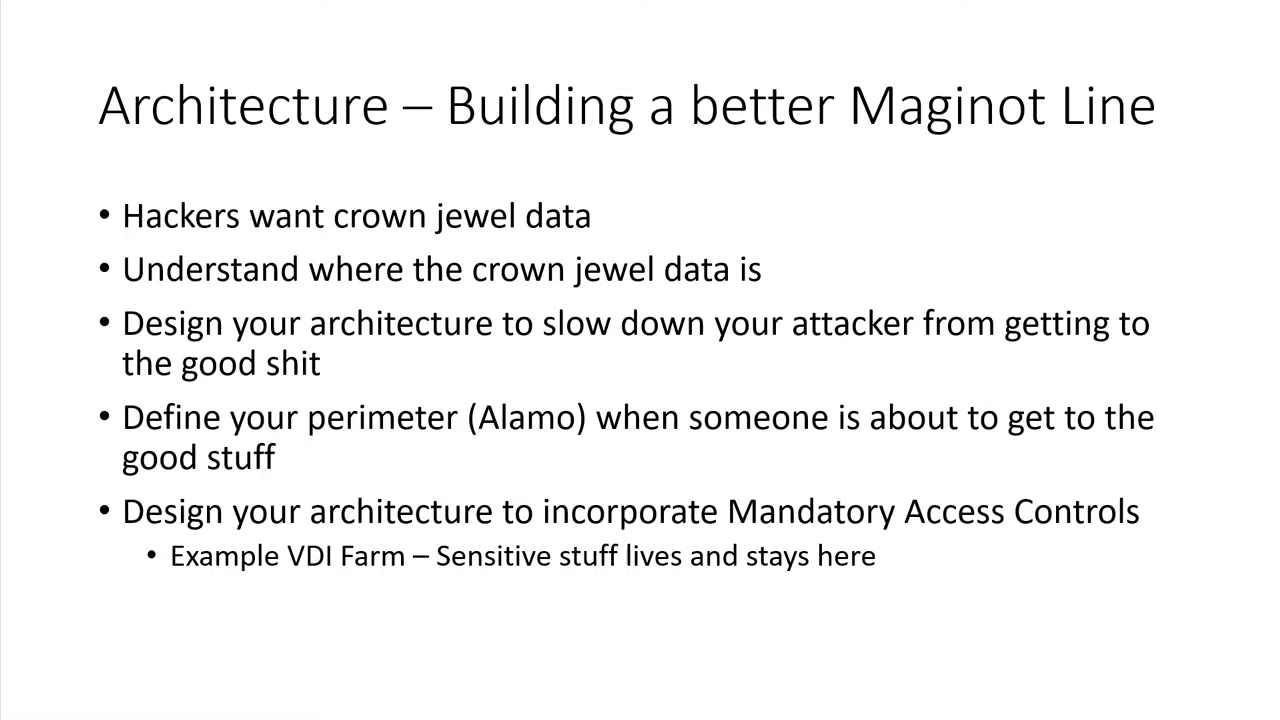 Architecture – Building a better Maginot Line
• Hackers want crown jewel data
• Understand where the crown jewel data is
• Design your architecture to slow down your attacker from getting to
the good shit
• Define your perimeter (Alamo) when someone is about to get to the
good stuff
• Design your architecture to incorporate Mandatory Access Controls
• Example VDI Farm – Sensitive stuff lives and stays here